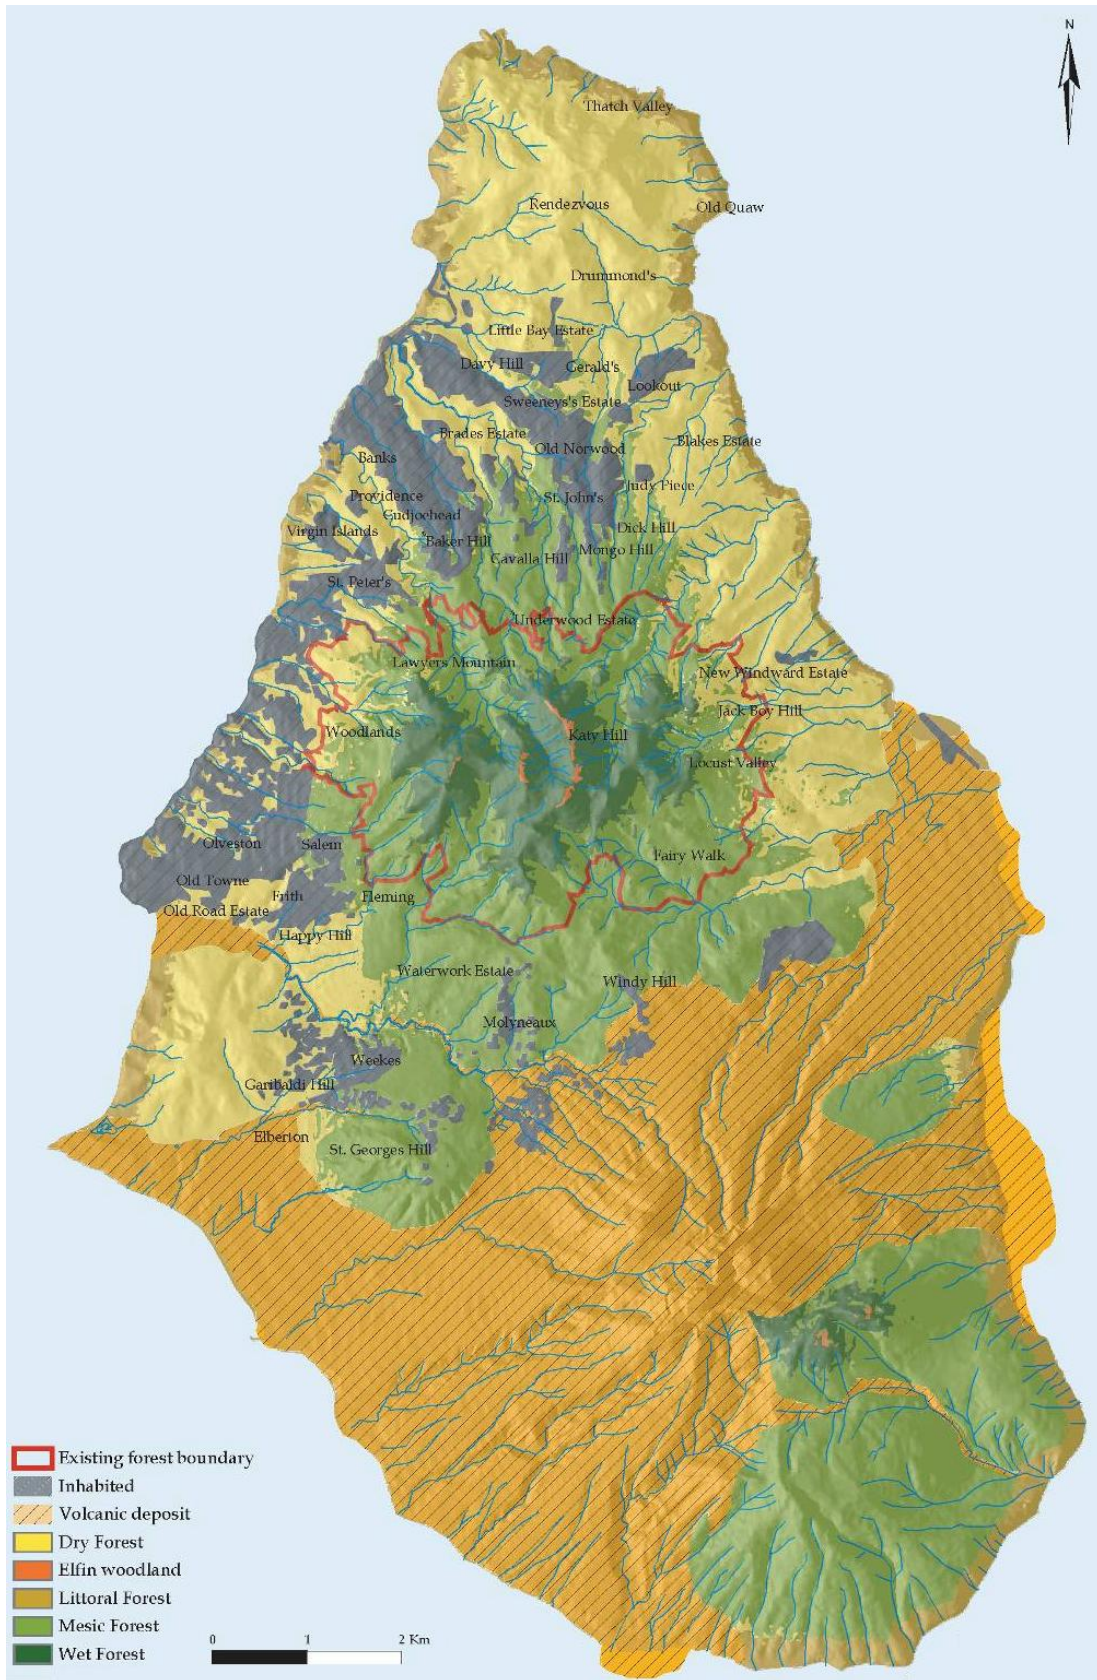 N
Thatch Valley
Rendezvous
Old Quaw
Drummond's
Little Bay Estate
Davy Hill
Gerald's
Lookout
Sweeneys's Estate
Brades Estate
Old Norwood
Blakes Estate
Banks
Judy Piece
Providence
St. John's
Cudjoehead
Dick Hill
Virgin Islands
Baker Hill
Mongo Hill
Cavalla Hill
St. Peter's
Underwood Estate
Lawyers Mountain
New Windward Estate
Jack Boy Hill
Woodlands
Katy Hill
Locust Valley
Olveston
Salem
Fairy Walk
Old Towne
Frith
Fleming
Old Road Estate
Happy Hill
Waterwork Estate
Windy Hill
Molyneaux
Weekes
Garibaldi Hill
Elberton
St. Georges Hill
Existing forest boundary
Inhabited
Volcanic deposit
Dry Forest
Elfin woodland
Littoral Forest
Mesic Forest
Wet Forest
0 1 2 Km